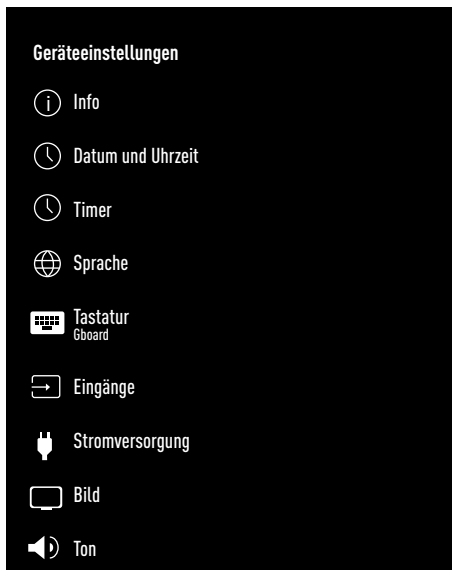 Geräteeinstellungen
Info
Datum und Uhrzeit
Timer
Sprache
Tastatur
Gboard
Eingänge
Stromversorgung
Bild
Ton